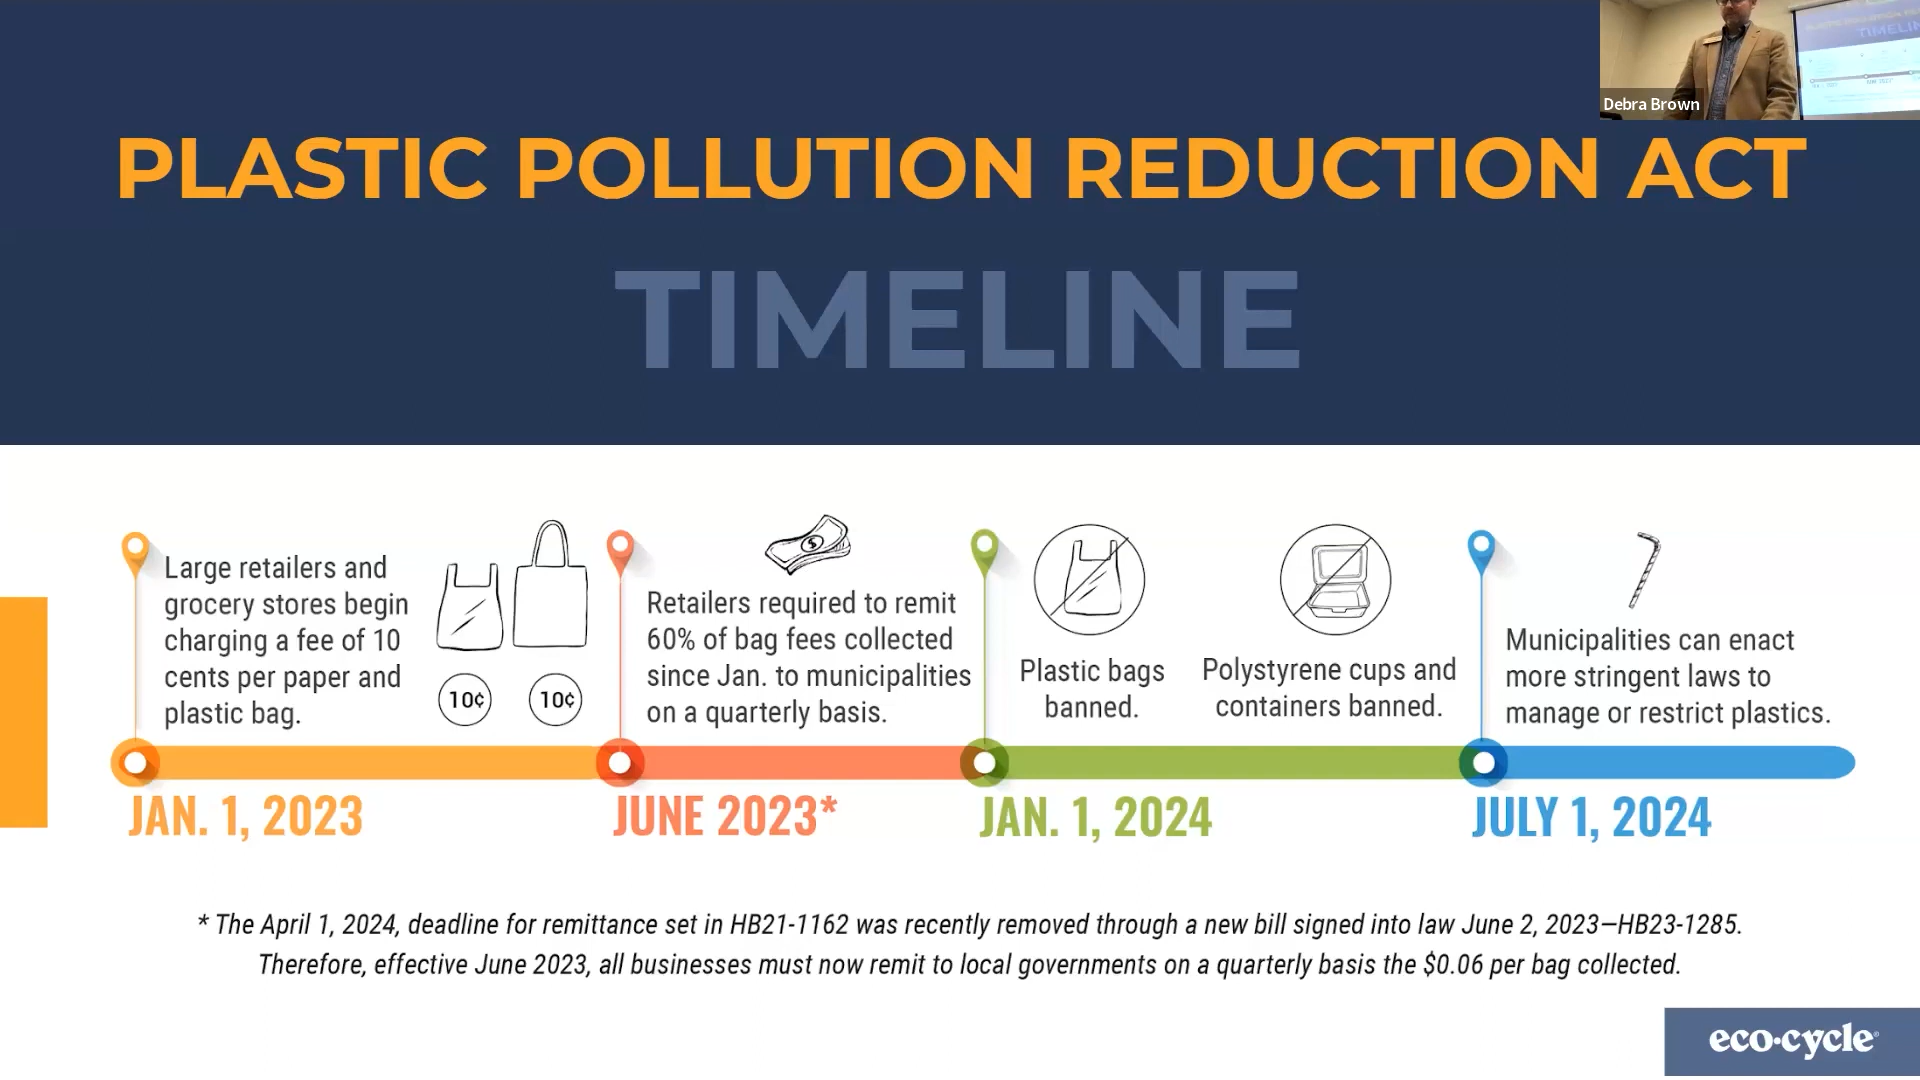 Debra Brown
PLASTIC POLLUTION REDUCTION ACT
TIMELINE
Large retailers and
grocery stores begin
charging a fee of 10
cents per paper and
plastic bag.
10¢
10¢
JAN. 1, 2023
Retailers required to remit
60% of bag fees collected
since Jan. to municipalities
on a quarterly basis.
JUNE 2023*
Plastic bags
banned.
Polystyrene cups and
containers banned.
JAN. 1, 2024
Municipalities can enact
more stringent laws to
manage or restrict plastics.
JULY 1, 2024
* The April 1, 2024, deadline for remittance set in HB21-1162 was recently removed through a new bill signed into law June 2, 2023—HB23-1285.
Therefore, effective June 2023, all businesses must now remit to local governments on a quarterly basis the $0.06 per bag collected.
eco·cycle®